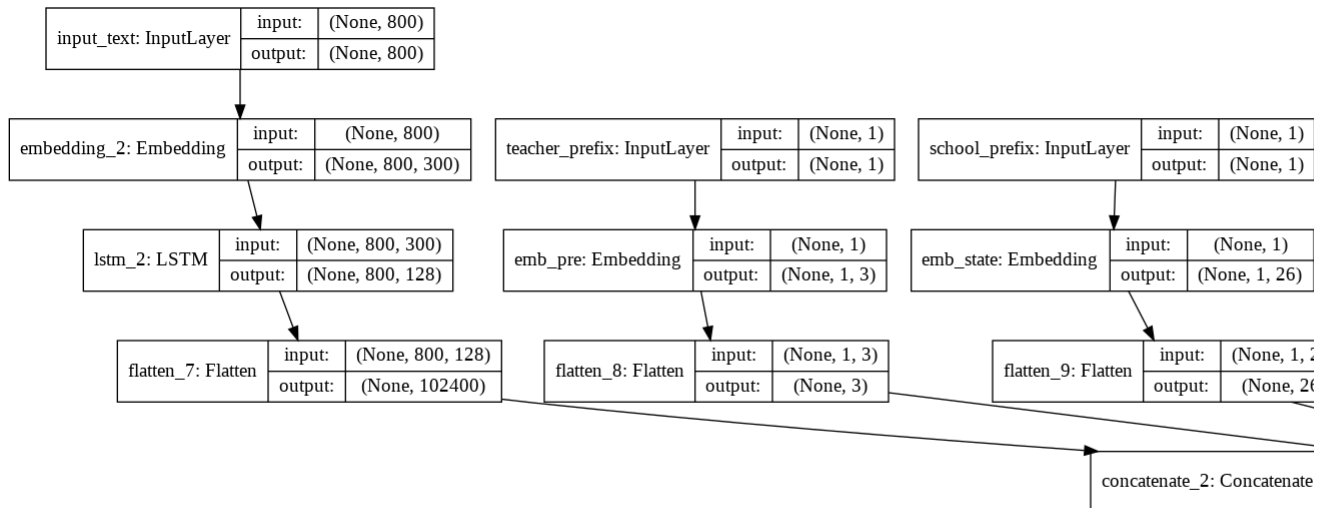 input_text: InputLayer
input: (None, 800)
output: (None, 800)
embedding_2: Embedding
input: (None, 800)
output: (None, 800, 300)
teacher_prefix: InputLayer
input: (None, 1)
output: (None, 1)
school_prefix: InputLayer
input: (None, 1)
output: (None, 1)
lstm_2: LSTM
input: (None, 800, 300)
output: (None, 800, 128)
emb_pre: Embedding
input: (None, 1)
output: (None, 1, 3)
emb_state: Embedding
input: (None, 1)
output: (None, 1, 26)
flatten_7: Flatten
input: (None, 800, 128)
output: (None, 102400)
flatten_8: Flatten
input: (None, 1, 3)
output: (None, 3)
flatten_9: Flatten
input: (None, 1,
output: (None,
concatenate_2: Concatenate